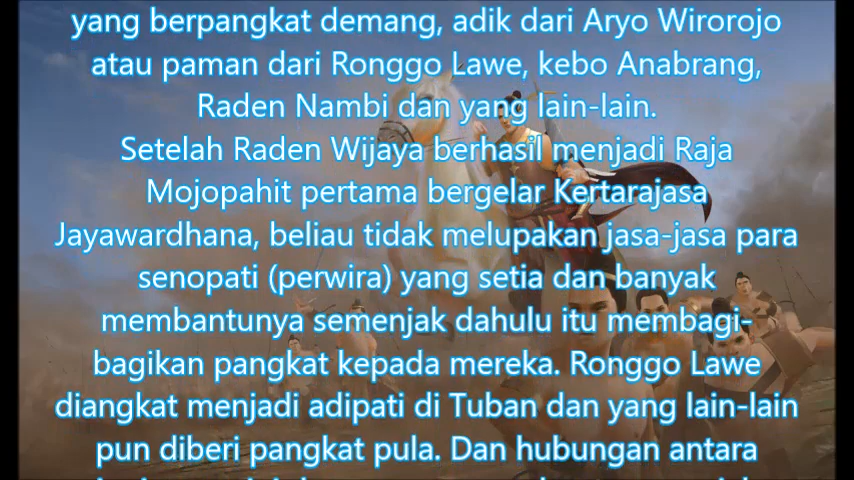 yang berpangkat demang, adik dari Aryo Wirorojo
atau paman dari Ronggo Lawe, kebo Anabrang,
Raden Nambi dan yang lain-lain.
Setelah Raden Wijaya berhasil menjadi Raja
Mojopahit pertama bergelar Kertarajasa
Jayawardhana, beliau tidak melupakan jasa-jasa para
senopati (perwira) yang setia dan banyak
membantunya semenjak dahulu itu membagi-
bagikan pangkat kepada mereka. Ronggo Lawe
diangkat menjadi adipati di Tuban dan yang lain-lain
pun diberi pangkat pula. Dan hubungan antara